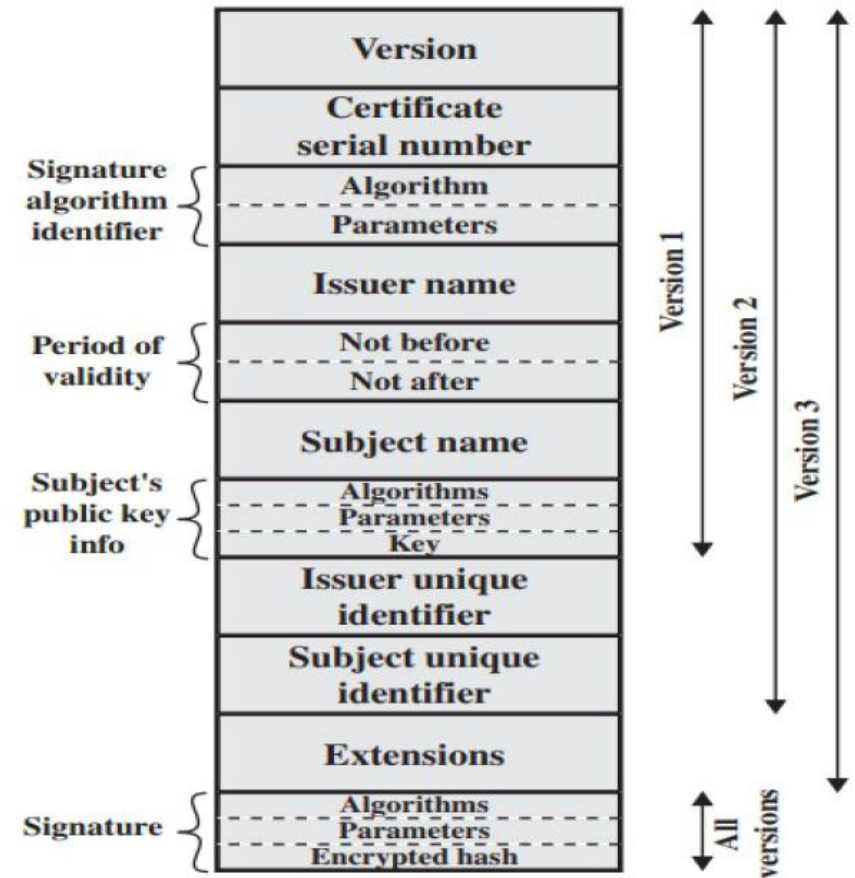 Version
Certificate
serial number
Signature
algorithm
identifier
Algorithm
Parameters
Issuer name
Period of
validity
Not before
Not after
Subject name
Subject's
public key
info
Algorithms
Parameters
Key
Issuer unique
identifier
Subject unique
identifier
Extensions
Signature
Algorithms
Parameters
Encrypted hash
Version 1
Version 2
Version 3
All
versions